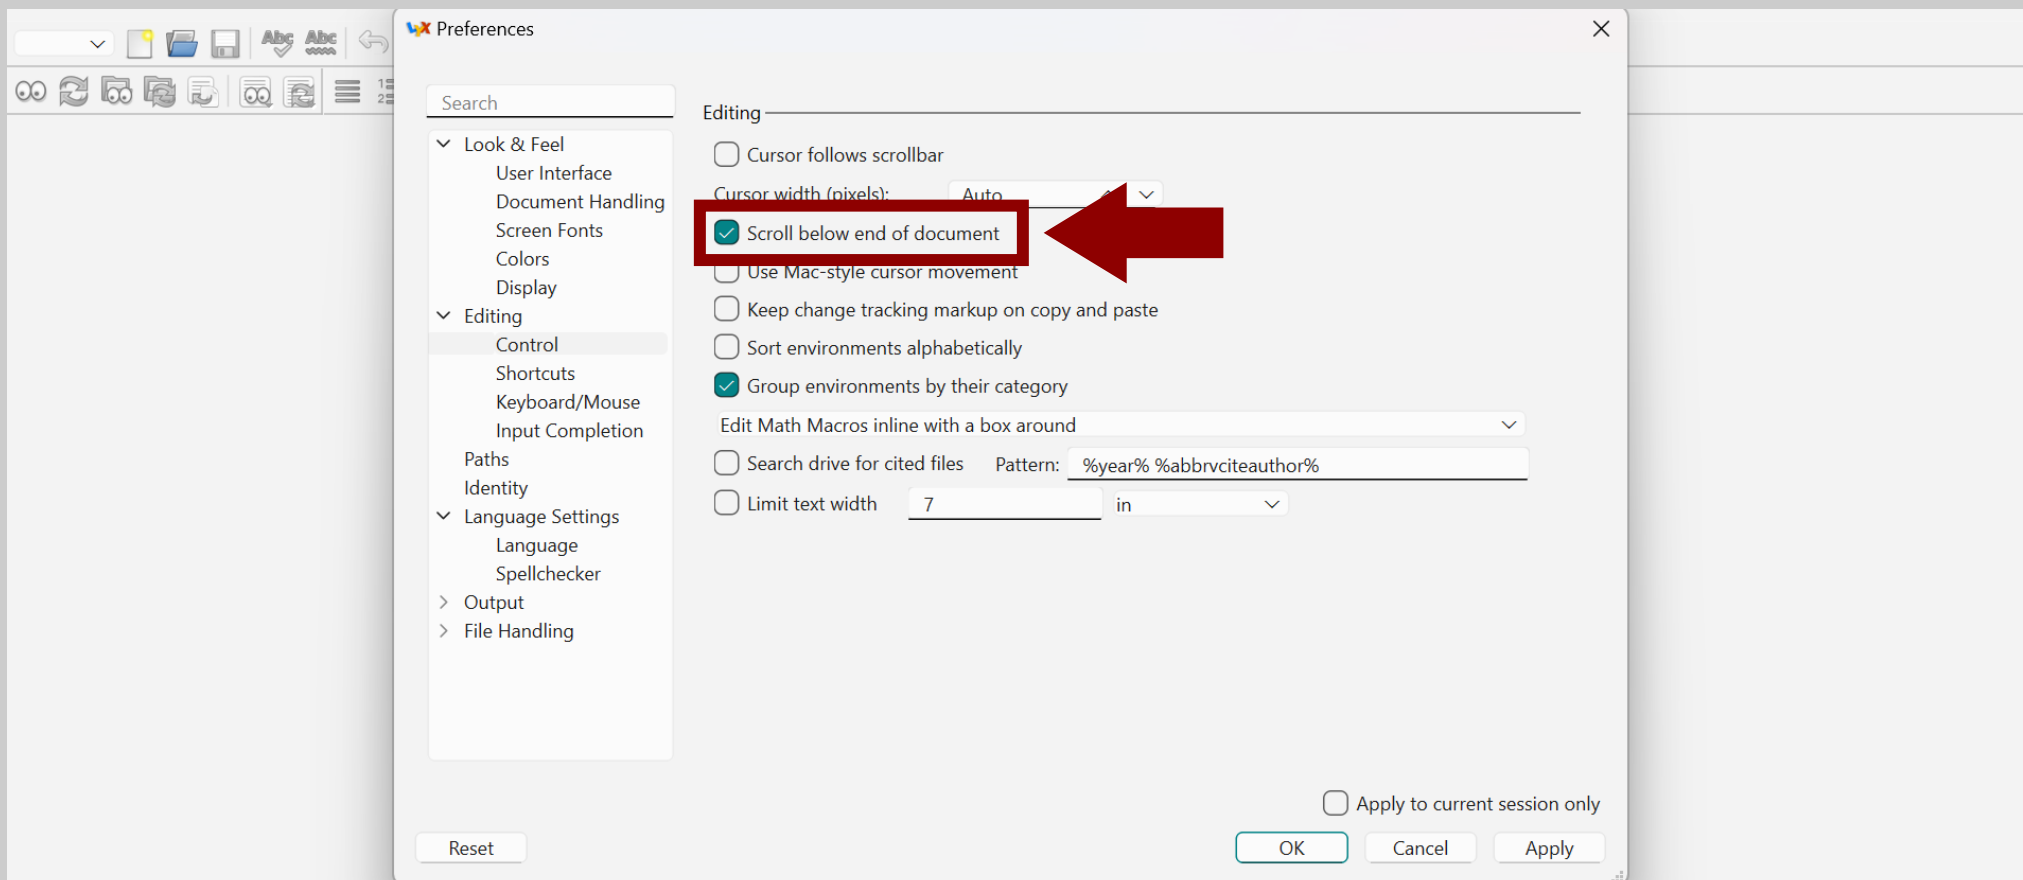 Preferences
Abc Abc
Search
Look & Feel
User Interface
Document Handling
Screen Fonts
Colors
Display
Editing
Control
Shortcuts
Keyboard/Mouse
Input Completion
Paths
Identity
Language Settings
Language
Spellchecker
Output
File Handling
Editing
Cursor follows scrollbar
Cursor width (pixels): Auto
Scroll below end of document
Use Mac-style cursor movement
Keep change tracking markup on copy and paste
Sort environments alphabetically
Group environments by their category
Edit Math Macros inline with a box around
Search drive for cited files Pattern: %year% %abbrvciteauthor%
Limit text width 7 in
Apply to current session only
Reset OK Cancel Apply